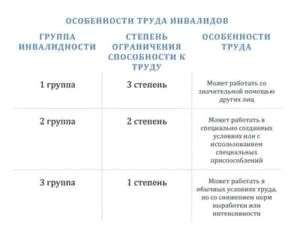 ОСОБЕННОСТИ ТРУДА ИНВАЛИДОВ
ГРУППА
ИНВАЛИДНОСТИ
СТЕПЕНЬ
ОГРАНИЧЕНИЯ
СПОСОБНОСТИ К
ТРУДУ
ОСОБЕННОСТИ
ТРУДА
1 группа
3 степень
Может работать со
значительной помощью
других лиц
2 группа
2 степень
Может работать в
специально созданных
условиях или с
использованием
специальных
приспособлений
3 группа
1 степень
Может работать в
обычных условиях труда,
но со снижением норм
выработки или
интенсивности